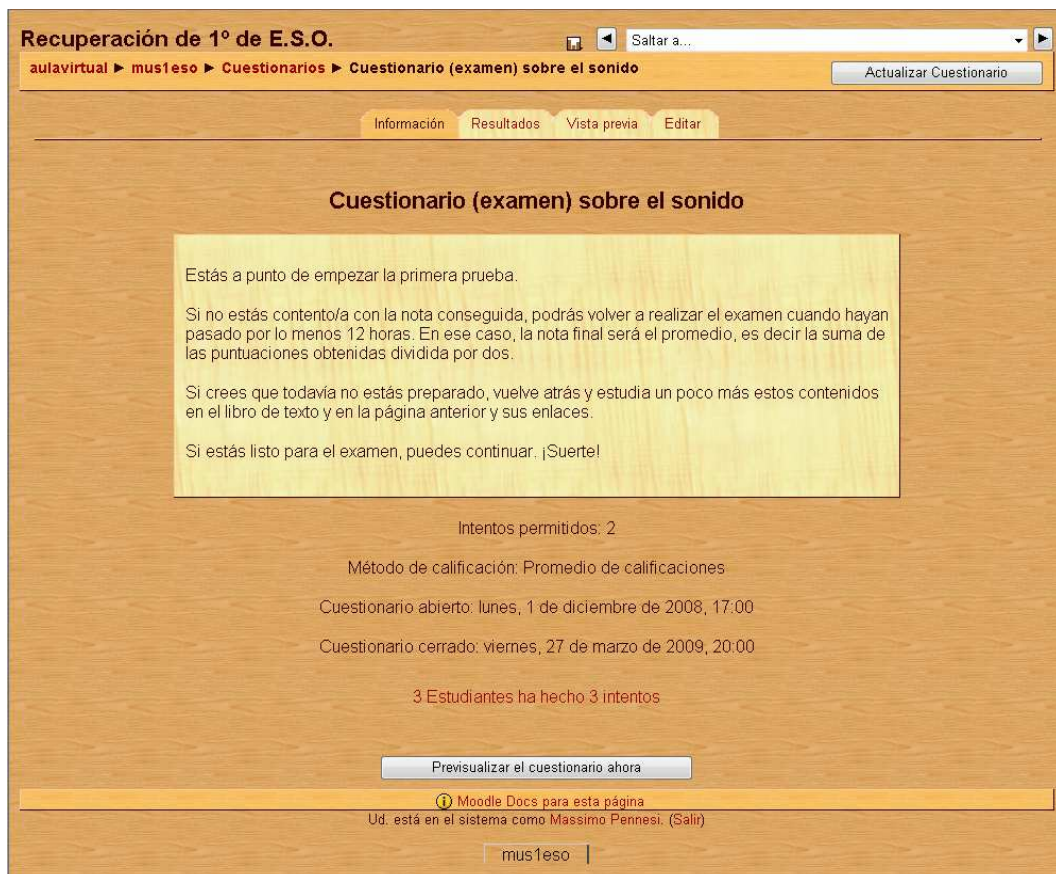 Recuperación de 1º de E.S.O.
Saltar a...
aulavirtual ► mus1eso ► Cuestionarios ► Cuestionario (examen) sobre el sonido
Actualizar Cuestionario
Información Resultados Vista previa Editar
Cuestionario (examen) sobre el sonido
Estás a punto de empezar la primera prueba.
Si no estás contento/a con la nota conseguida, podrás volver a realizar el examen cuando hayan
pasado por lo menos 12 horas. En ese caso, la nota final será el promedio, es decir la suma de
las puntuaciones obtenidas dividida por dos.
Si crees que todavía no estás preparado, vuelve atrás y estudia un poco más estos contenidos
en el libro de texto y en la página anterior y sus enlaces.
Si estás listo para el examen, puedes continuar. ¡Suerte!
Intentos permitidos: 2
Método de calificación: Promedio de calificaciones
Cuestionario abierto: lunes, 1 de diciembre de 2008, 17:00
Cuestionario cerrado: viernes, 27 de marzo de 2009, 20:00
3 Estudiantes ha hecho 3 intentos
Previsualizar el cuestionario ahora
Moodle Docs para esta página
Ud. está en el sistema como Massimo Pennesi. (Salir)
mus1eso